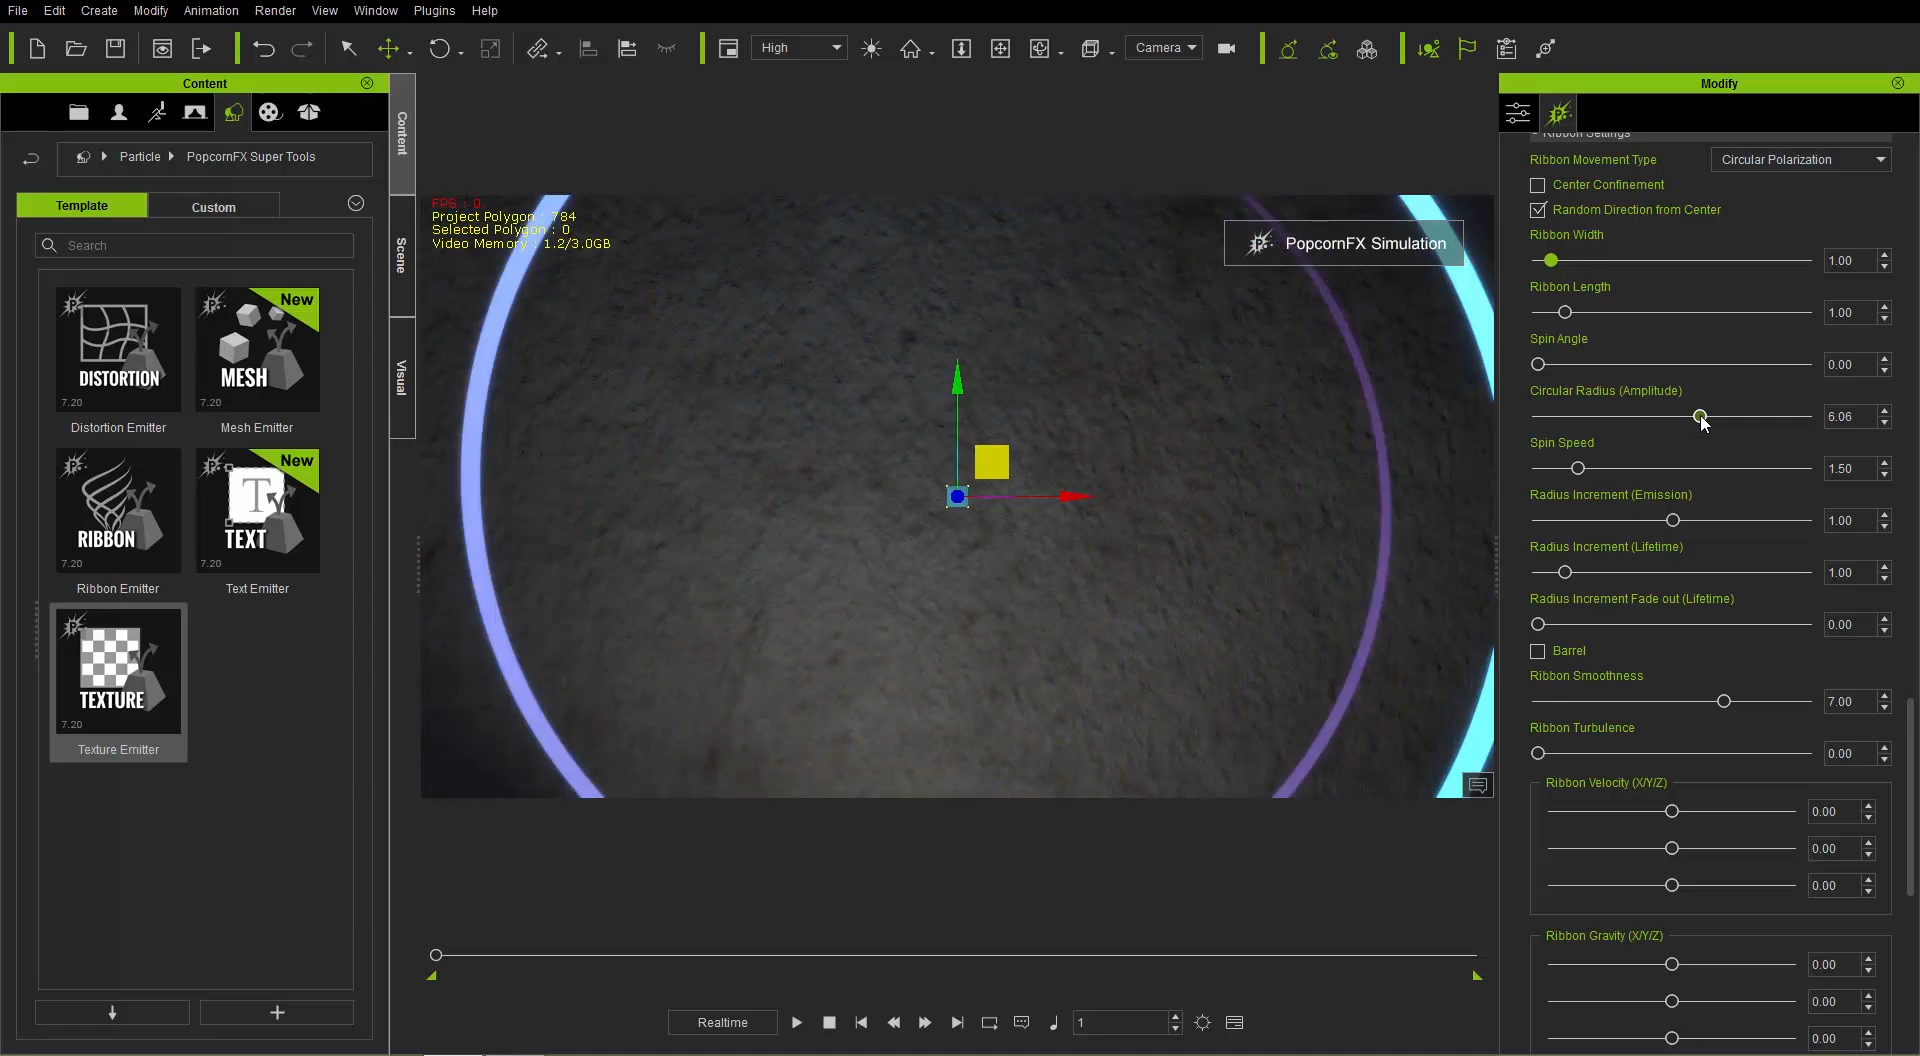 File Edit Create Modify Animation Render View Window Plugins Help
High
Camera
Content
Modify
Particle
PopcornFX Super Tools
Template
Custom
Search
DISTORTION
7.20
Distortion Emitter
New
MESH
7.20
Mesh Emitter
RIBBON
7.20
Ribbon Emitter
New
T
TEXT
7.20
Text Emitter
TEXTURE
7.20
Texture Emitter
Content
Scene
Visual
FPS : 0.
Project Polygon : 784
Selected Polygon : 0
Video Memory : 1.2/3.0GB
PopcornFX Simulation
Realtime
1
Ribbon Settings
Ribbon Movement Type
Circular Polarization
Center Confinement
Random Direction from Center
Ribbon Width
1.00
Ribbon Length
1.00
Spin Angle
0.00
Circular Radius (Amplitude)
6.06
Spin Speed
1.50
Radius Increment (Emission)
1.00
Radius Increment (Lifetime)
1.00
Radius Increment Fade out (Lifetime)
0.00
Barrel
Ribbon Smoothness
7.00
Ribbon Turbulence
0.00
Ribbon Velocity (X/Y/Z)
0.00
0.00
0.00
Ribbon Gravity (X/Y/Z)
0.00
0.00
0.00